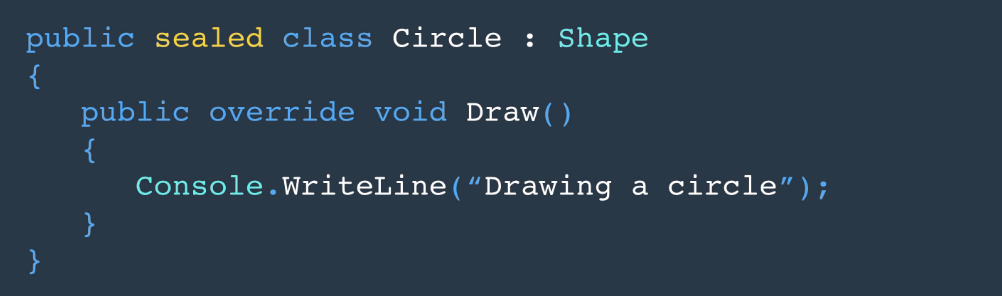 public sealed class Circle : Shape
{
   public override void Draw()
   {
      Console.WriteLine(“Drawing a circle”);
   }
}